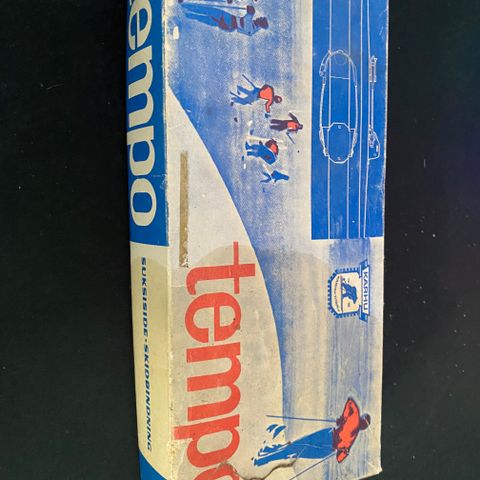 tempo
SUKSISIDE · SKIDBINDNING
tempo
KARHU